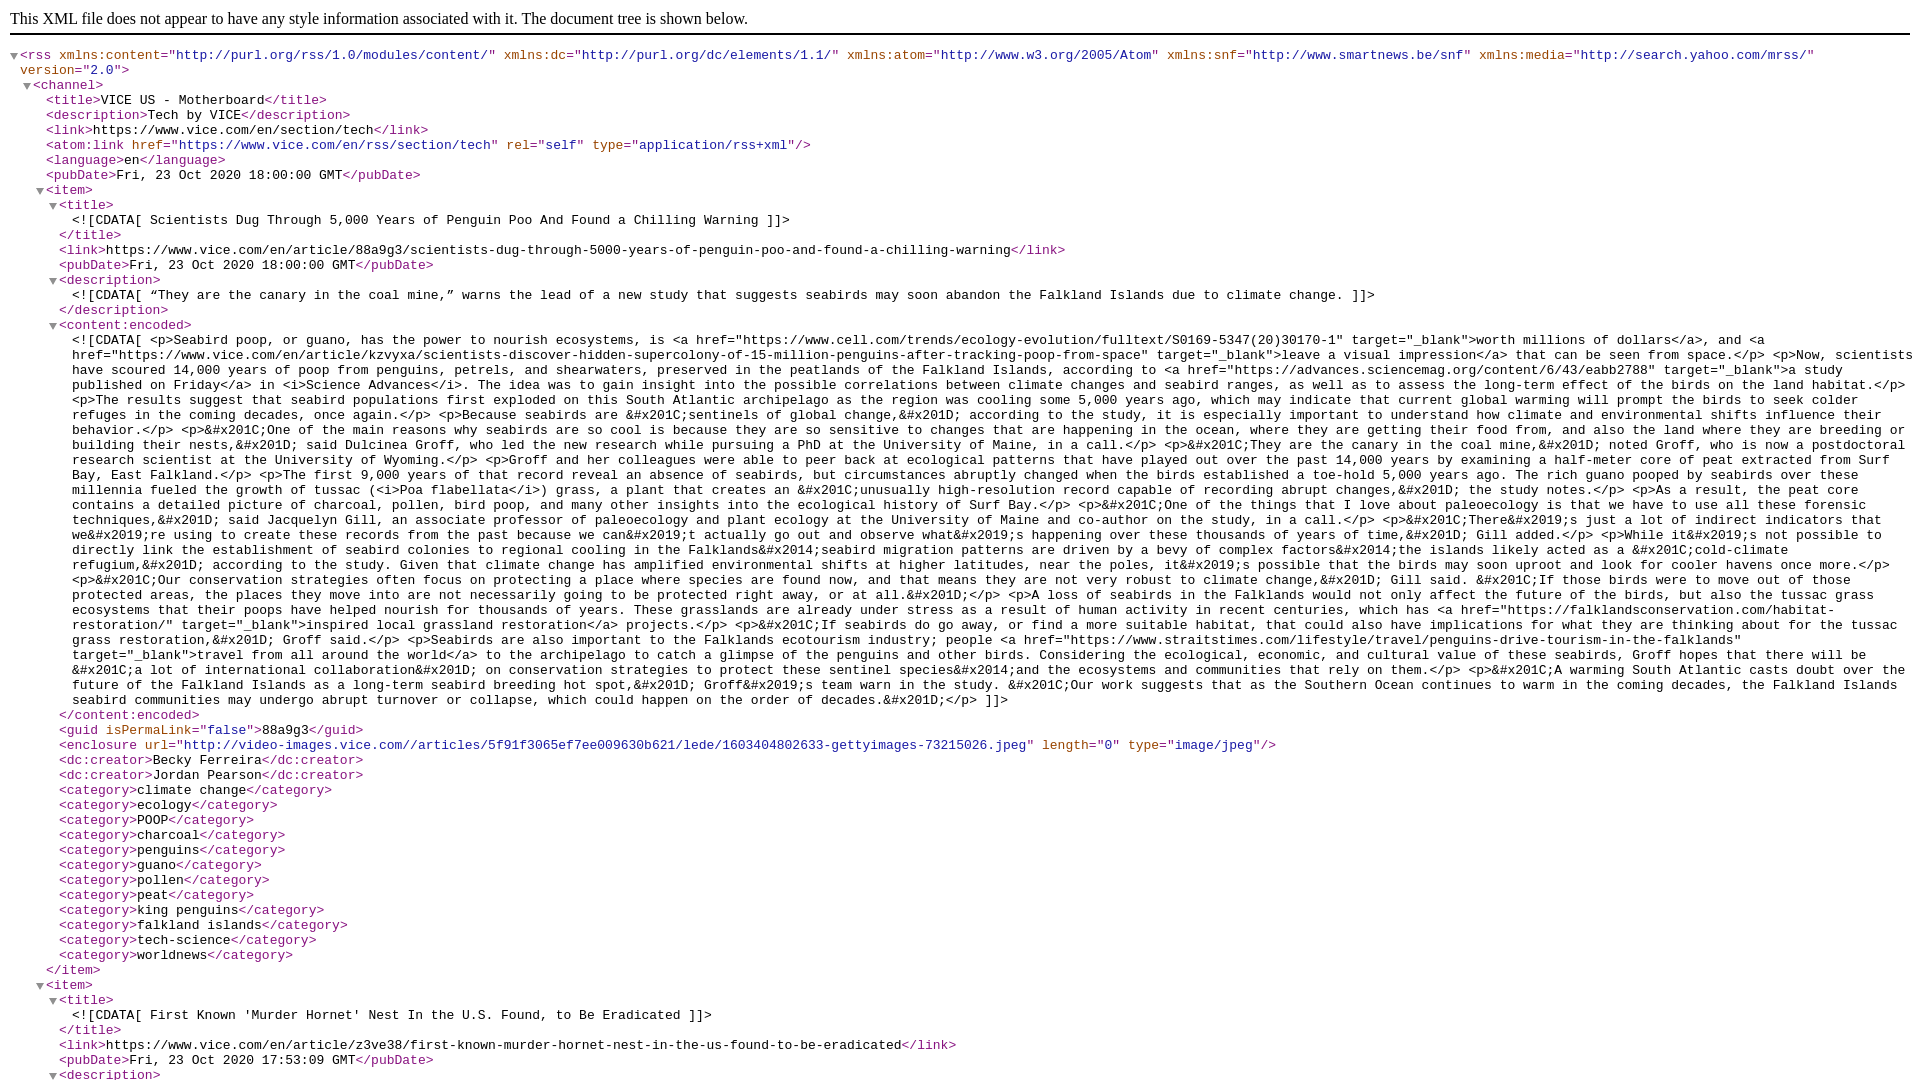 This XML file does not appear to have any style information associated with it. The document tree is shown below.
<rss xmlns:content="http://purl.org/rss/1.0/modules/content/" xmlns:dc="http://purl.org/dc/elements/1.1/" xmlns:atom="http://www.w3.org/2005/Atom" xmlns:snf="http://www.smartnews.be/snf" xmlns:media="http://search.yahoo.com/mrss/"
version="2.0">
<channel>
<title>VICE US - Motherboard</title>
<description>Tech by VICE</description>
<link>https://www.vice.com/en/section/tech</link>
<atom:link href="https://www.vice.com/en/rss/section/tech" rel="self" type="application/rss+xml"/>
<language>en</language>
<pubDate>Fri, 23 Oct 2020 18:00:00 GMT</pubDate>
<item>
<title>
<![CDATA[ Scientists Dug Through 5,000 Years of Penguin Poo And Found a Chilling Warning ]]>
</title>
<link>https://www.vice.com/en/article/88a9g3/scientists-dug-through-5000-years-of-penguin-poo-and-found-a-chilling-warning</link>
<pubDate>Fri, 23 Oct 2020 18:00:00 GMT</pubDate>
<description>
<![CDATA[ “They are the canary in the coal mine,” warns the lead of a new study that suggests seabirds may soon abandon the Falkland Islands due to climate change. ]]>
</description>
<content:encoded>
<![CDATA[ <p>Seabird poop, or guano, has the power to nourish ecosystems, is <a href="https://www.cell.com/trends/ecology-evolution/fulltext/S0169-5347(20)30170-1" target="_blank">worth millions of dollars</a>, and <a
href="https://www.vice.com/en/article/kzvyxa/scientists-discover-hidden-supercolony-of-15-million-penguins-after-tracking-poop-from-space" target="_blank">leave a visual impression</a> that can be seen from space.</p> <p>Now, scientists
have scoured 14,000 years of poop from penguins, petrels, and shearwaters, preserved in the peatlands of the Falkland Islands, according to <a href="https://advances.sciencemag.org/content/6/43/eabb2788" target="_blank">a study
published on Friday</a> in <i>Science Advances</i>. The idea was to gain insight into the possible correlations between climate changes and seabird ranges, as well as to assess the long-term effect of the birds on the land habitat.</p>
<p>The results suggest that seabird populations first exploded on this South Atlantic archipelago as the region was cooling some 5,000 years ago, which may indicate that current global warming will prompt the birds to seek colder
refuges in the coming decades, once again.</p> <p>Because seabirds are &#x201C;sentinels of global change,&#x201D; according to the study, it is especially important to understand how climate and environmental shifts influence their
behavior.</p> <p>&#x201C;One of the main reasons why seabirds are so cool is because they are so sensitive to changes that are happening in the ocean, where they are getting their food from, and also the land where they are breeding or
building their nests,&#x201D; said Dulcinea Groff, who led the new research while pursuing a PhD at the University of Maine, in a call.</p> <p>&#x201C;They are the canary in the coal mine,&#x201D; noted Groff, who is now a postdoctoral
research scientist at the University of Wyoming.</p> <p>Groff and her colleagues were able to peer back at ecological patterns that have played out over the past 14,000 years by examining a half-meter core of peat extracted from Surf
Bay, East Falkland.</p> <p>The first 9,000 years of that record reveal an absence of seabirds, but circumstances abruptly changed when the birds established a toe-hold 5,000 years ago. The rich guano pooped by seabirds over these
millennia fueled the growth of tussac (<i>Poa flabellata</i>) grass, a plant that creates an &#x201C;unusually high-resolution record capable of recording abrupt changes,&#x201D; the study notes.</p> <p>As a result, the peat core
contains a detailed picture of charcoal, pollen, bird poop, and many other insights into the ecological history of Surf Bay.</p> <p>&#x201C;One of the things that I love about paleoecology is that we have to use all these forensic
techniques,&#x201D; said Jacquelyn Gill, an associate professor of paleoecology and plant ecology at the University of Maine and co-author on the study, in a call.</p> <p>&#x201C;There&#x2019;s just a lot of indirect indicators that
we&#x2019;re using to create these records from the past because we can&#x2019;t actually go out and observe what&#x2019;s happening over these thousands of years of time,&#x201D; Gill added.</p> <p>While it&#x2019;s not possible to
directly link the establishment of seabird colonies to regional cooling in the Falklands&#x2014;seabird migration patterns are driven by a bevy of complex factors&#x2014;the islands likely acted as a &#x201C;cold-climate
refugium,&#x201D; according to the study. Given that climate change has amplified environmental shifts at higher latitudes, near the poles, it&#x2019;s possible that the birds may soon uproot and look for cooler havens once more.</p>
<p>&#x201C;Our conservation strategies often focus on protecting a place where species are found now, and that means they are not very robust to climate change,&#x201D; Gill said. &#x201C;If those birds were to move out of those
protected areas, the places they move into are not necessarily going to be protected right away, or at all.&#x201D;</p> <p>A loss of seabirds in the Falklands would not only affect the future of the birds, but also the tussac grass
ecosystems that their poops have helped nourish for thousands of years. These grasslands are already under stress as a result of human activity in recent centuries, which has <a href="https://falklandsconservation.com/habitat-
restoration/" target="_blank">inspired local grassland restoration</a> projects.</p> <p>&#x201C;If seabirds do go away, or find a more suitable habitat, that could also have implications for what they are thinking about for the tussac
grass restoration,&#x201D; Groff said.</p> <p>Seabirds are also important to the Falklands ecotourism industry; people <a href="https://www.straitstimes.com/lifestyle/travel/penguins-drive-tourism-in-the-falklands"
target="_blank">travel from all around the world</a> to the archipelago to catch a glimpse of the penguins and other birds. Considering the ecological, economic, and cultural value of these seabirds, Groff hopes that there will be
&#x201C;a lot of international collaboration&#x201D; on conservation strategies to protect these sentinel species&#x2014;and the ecosystems and communities that rely on them.</p> <p>&#x201C;A warming South Atlantic casts doubt over the
future of the Falkland Islands as a long-term seabird breeding hot spot,&#x201D; Groff&#x2019;s team warn in the study. &#x201C;Our work suggests that as the Southern Ocean continues to warm in the coming decades, the Falkland Islands
seabird communities may undergo abrupt turnover or collapse, which could happen on the order of decades.&#x201D;</p> ]]>
</content:encoded>
<guid isPermaLink="false">88a9g3</guid>
<enclosure url="http://video-images.vice.com//articles/5f91f3065ef7ee009630b621/lede/1603404802633-gettyimages-73215026.jpeg" length="0" type="image/jpeg"/>
<dc:creator>Becky Ferreira</dc:creator>
<dc:creator>Jordan Pearson</dc:creator>
<category>climate change</category>
<category>ecology</category>
<category>POOP</category>
<category>charcoal</category>
<category>penguins</category>
<category>guano</category>
<category>pollen</category>
<category>peat</category>
<category>king penguins</category>
<category>falkland islands</category>
<category>tech-science</category>
<category>worldnews</category>
</item>
<item>
<title>
<![CDATA[ First Known 'Murder Hornet' Nest In the U.S. Found, to Be Eradicated ]]>
</title>
<link>https://www.vice.com/en/article/z3ve38/first-known-murder-hornet-nest-in-the-us-found-to-be-eradicated</link>
<pubDate>Fri, 23 Oct 2020 17:53:09 GMT</pubDate>
<description>